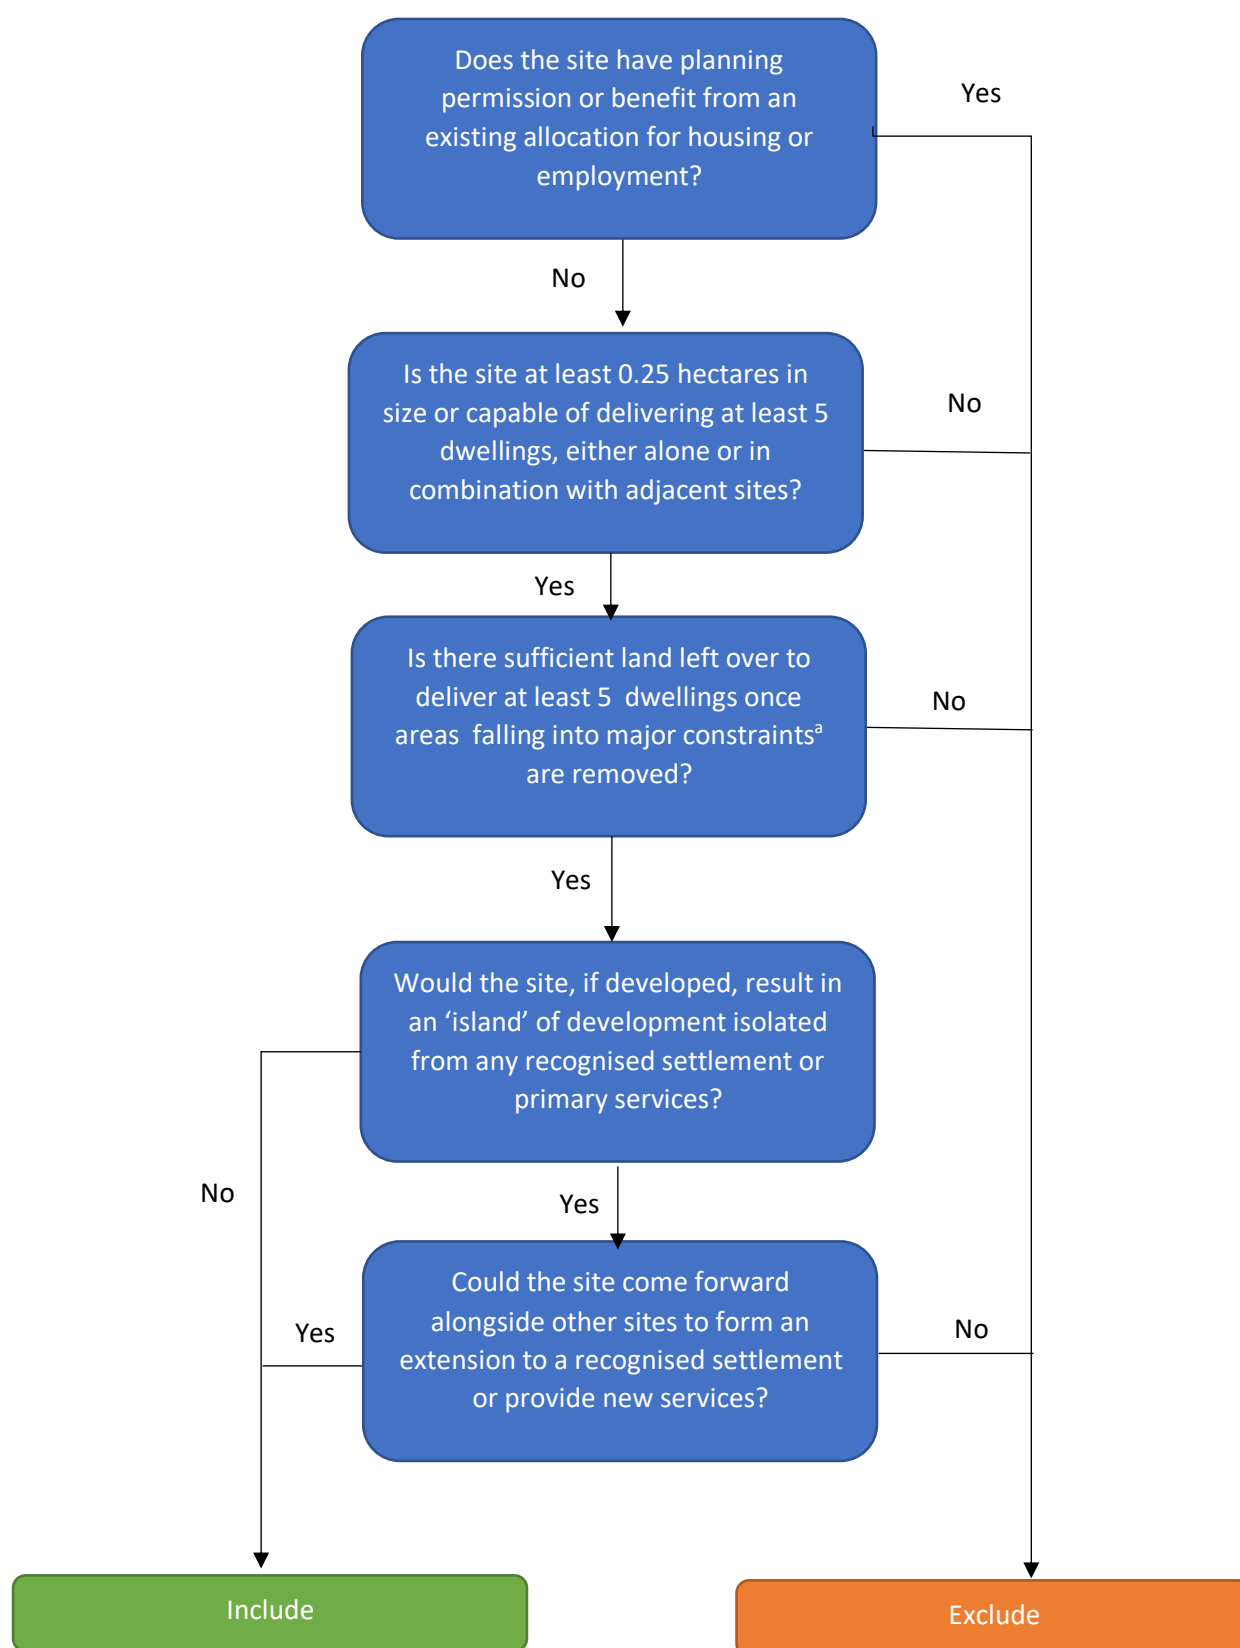 Does the site have planning
permission or benefit from an
existing allocation for housing or
employment?
Yes
No
Is the site at least 0.25 hectares in
size or capable of delivering at least 5
dwellings, either alone or in
combination with adjacent sites?
No
Yes
Is there sufficient land left over to
deliver at least 5 dwellings once
areas falling into major constraintsᵃ
are removed?
No
Yes
Would the site, if developed, result in
an ‘island’ of development isolated
from any recognised settlement or
primary services?
No
Yes
Could the site come forward
alongside other sites to form an
extension to a recognised settlement
or provide new services?
Yes
No
Include
Exclude